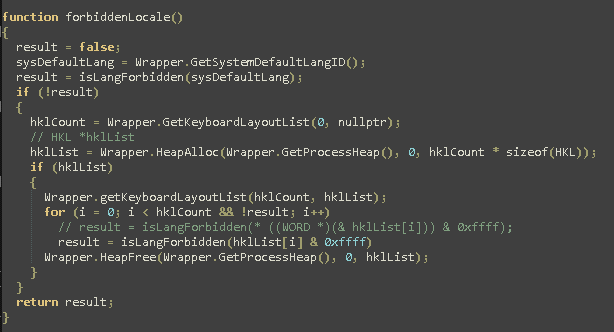 function forbiddenLocale()
{
result = false;
sysDefaultLang = Wrapper.GetSystemDefaultLangID();
result = isLangForbidden(sysDefaultLang);
if (!result)
{
hklCount = Wrapper.GetKeyboardLayoutList(0, nullptr);
// HKL *hklList
hklList = Wrapper.HeapAlloc(Wrapper.GetProcessHeap(), 0, hklCount * sizeof(HKL));
if (hklList)
{
Wrapper.getKeyboardLayoutList(hklCount, hklList);
for (i = 0; i < hklCount && !result; i++)
// result = isLangForbidden(* ((WORD *)(& hklList[i])) & 0xffff);
result = isLangForbidden(hklList[i] & 0xffff)
Wrapper.HeapFree(Wrapper.GetProcessHeap(), 0, hklList);
}
}
return result;
}